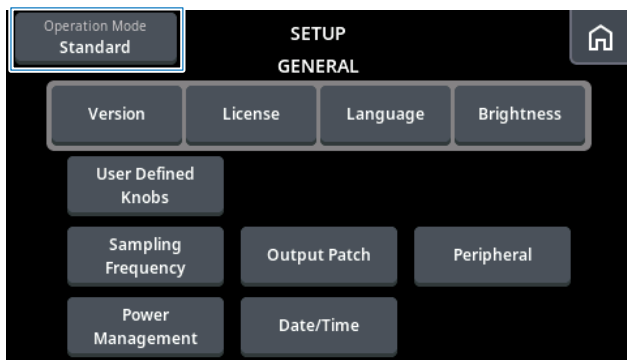 Operation Mode
Standard
SETUP
GENERAL
Version
License
Language
Brightness
User Defined
Knobs
Sampling
Frequency
Output Patch
Peripheral
Power
Management
Date/Time